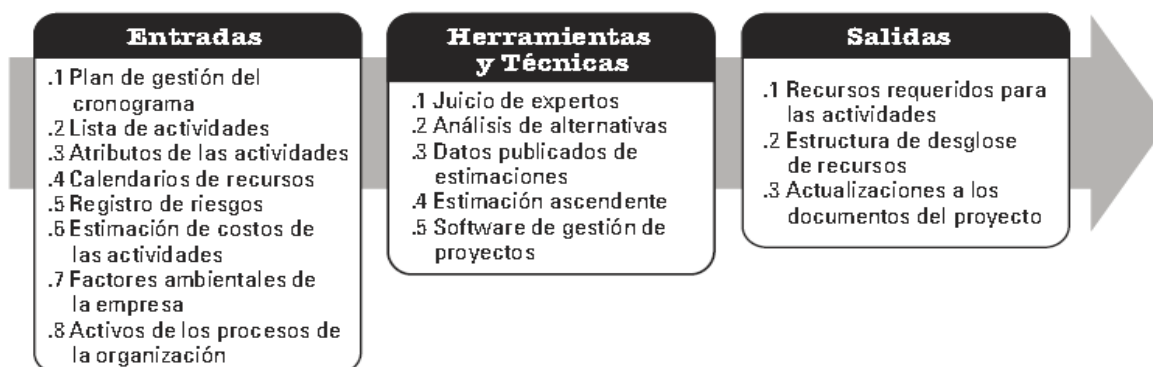 Entradas
.1 Plan de gestión del
cronograma
.2 Lista de actividades
.3 Atributos de las actividades
.4 Calendarios de recursos
.5 Registro de riesgos
.6 Estimación de costos de
las actividades
.7 Factores ambientales de
la empresa
.8 Activos de los procesos de
la organización
Herramientas
y Técnicas
.1 Juicio de expertos
.2 Análisis de alternativas
.3 Datos publicados de
estimaciones
.4 Estimación ascendente
.5 Software de gestión de
proyectos
Salidas
.1 Recursos requeridos para
las actividades
.2 Estructura de desglose
de recursos
.3 Actualizaciones a los
documentos del proyecto